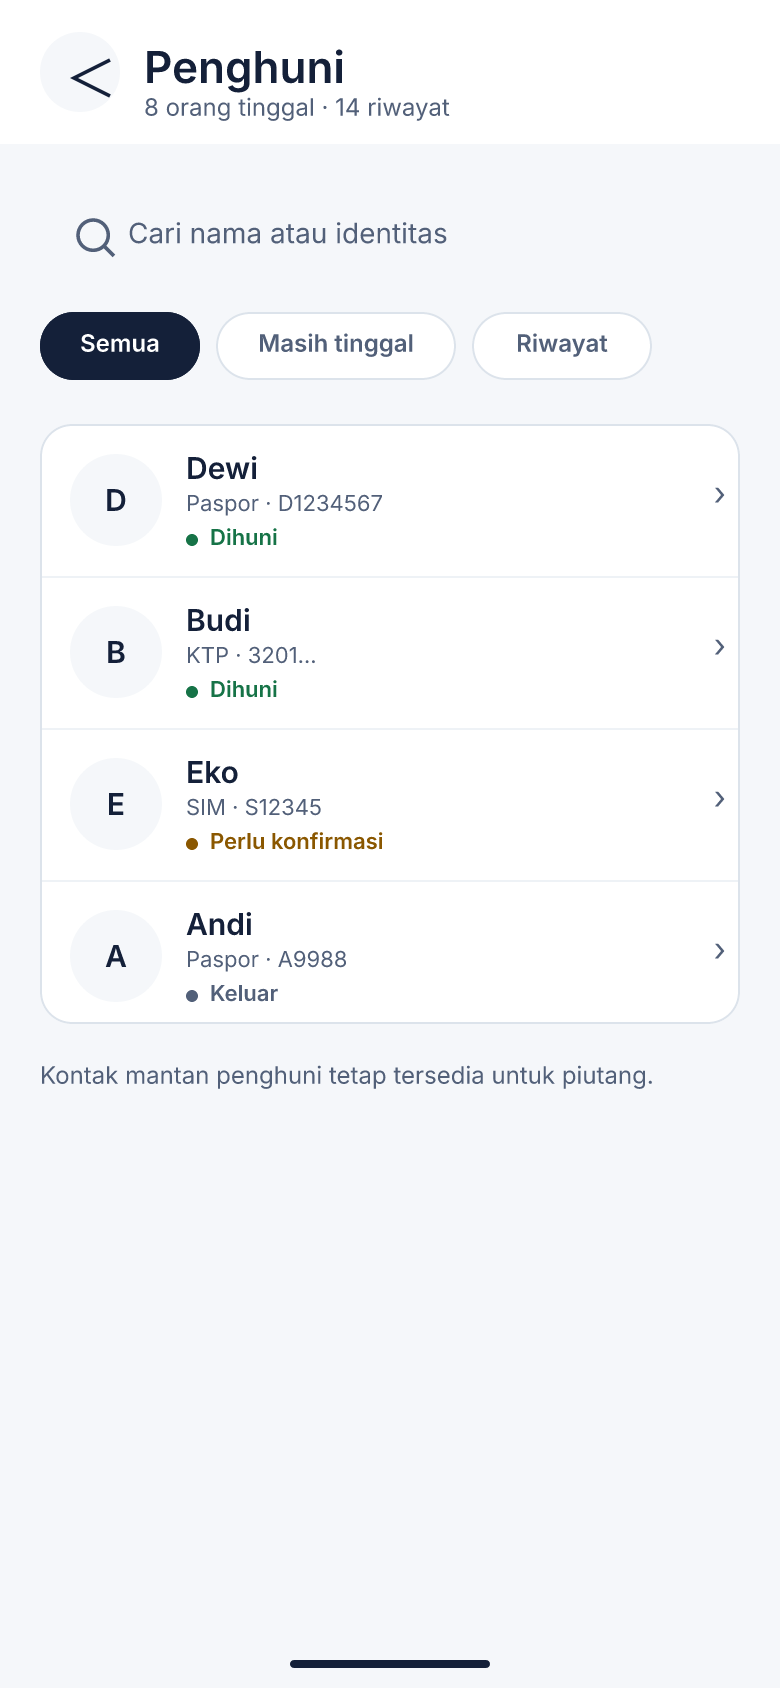 Penghuni
8 orang tinggal · 14 riwayat
Cari nama atau identitas
Semua
Masih tinggal
Riwayat
D
Dewi
Paspor · D1234567
Dihuni
B
Budi
KTP · 3201...
Dihuni
E
Eko
SIM · S12345
Perlu konfirmasi
A
Andi
Paspor · A9988
Keluar
Kontak mantan penghuni tetap tersedia untuk piutang.